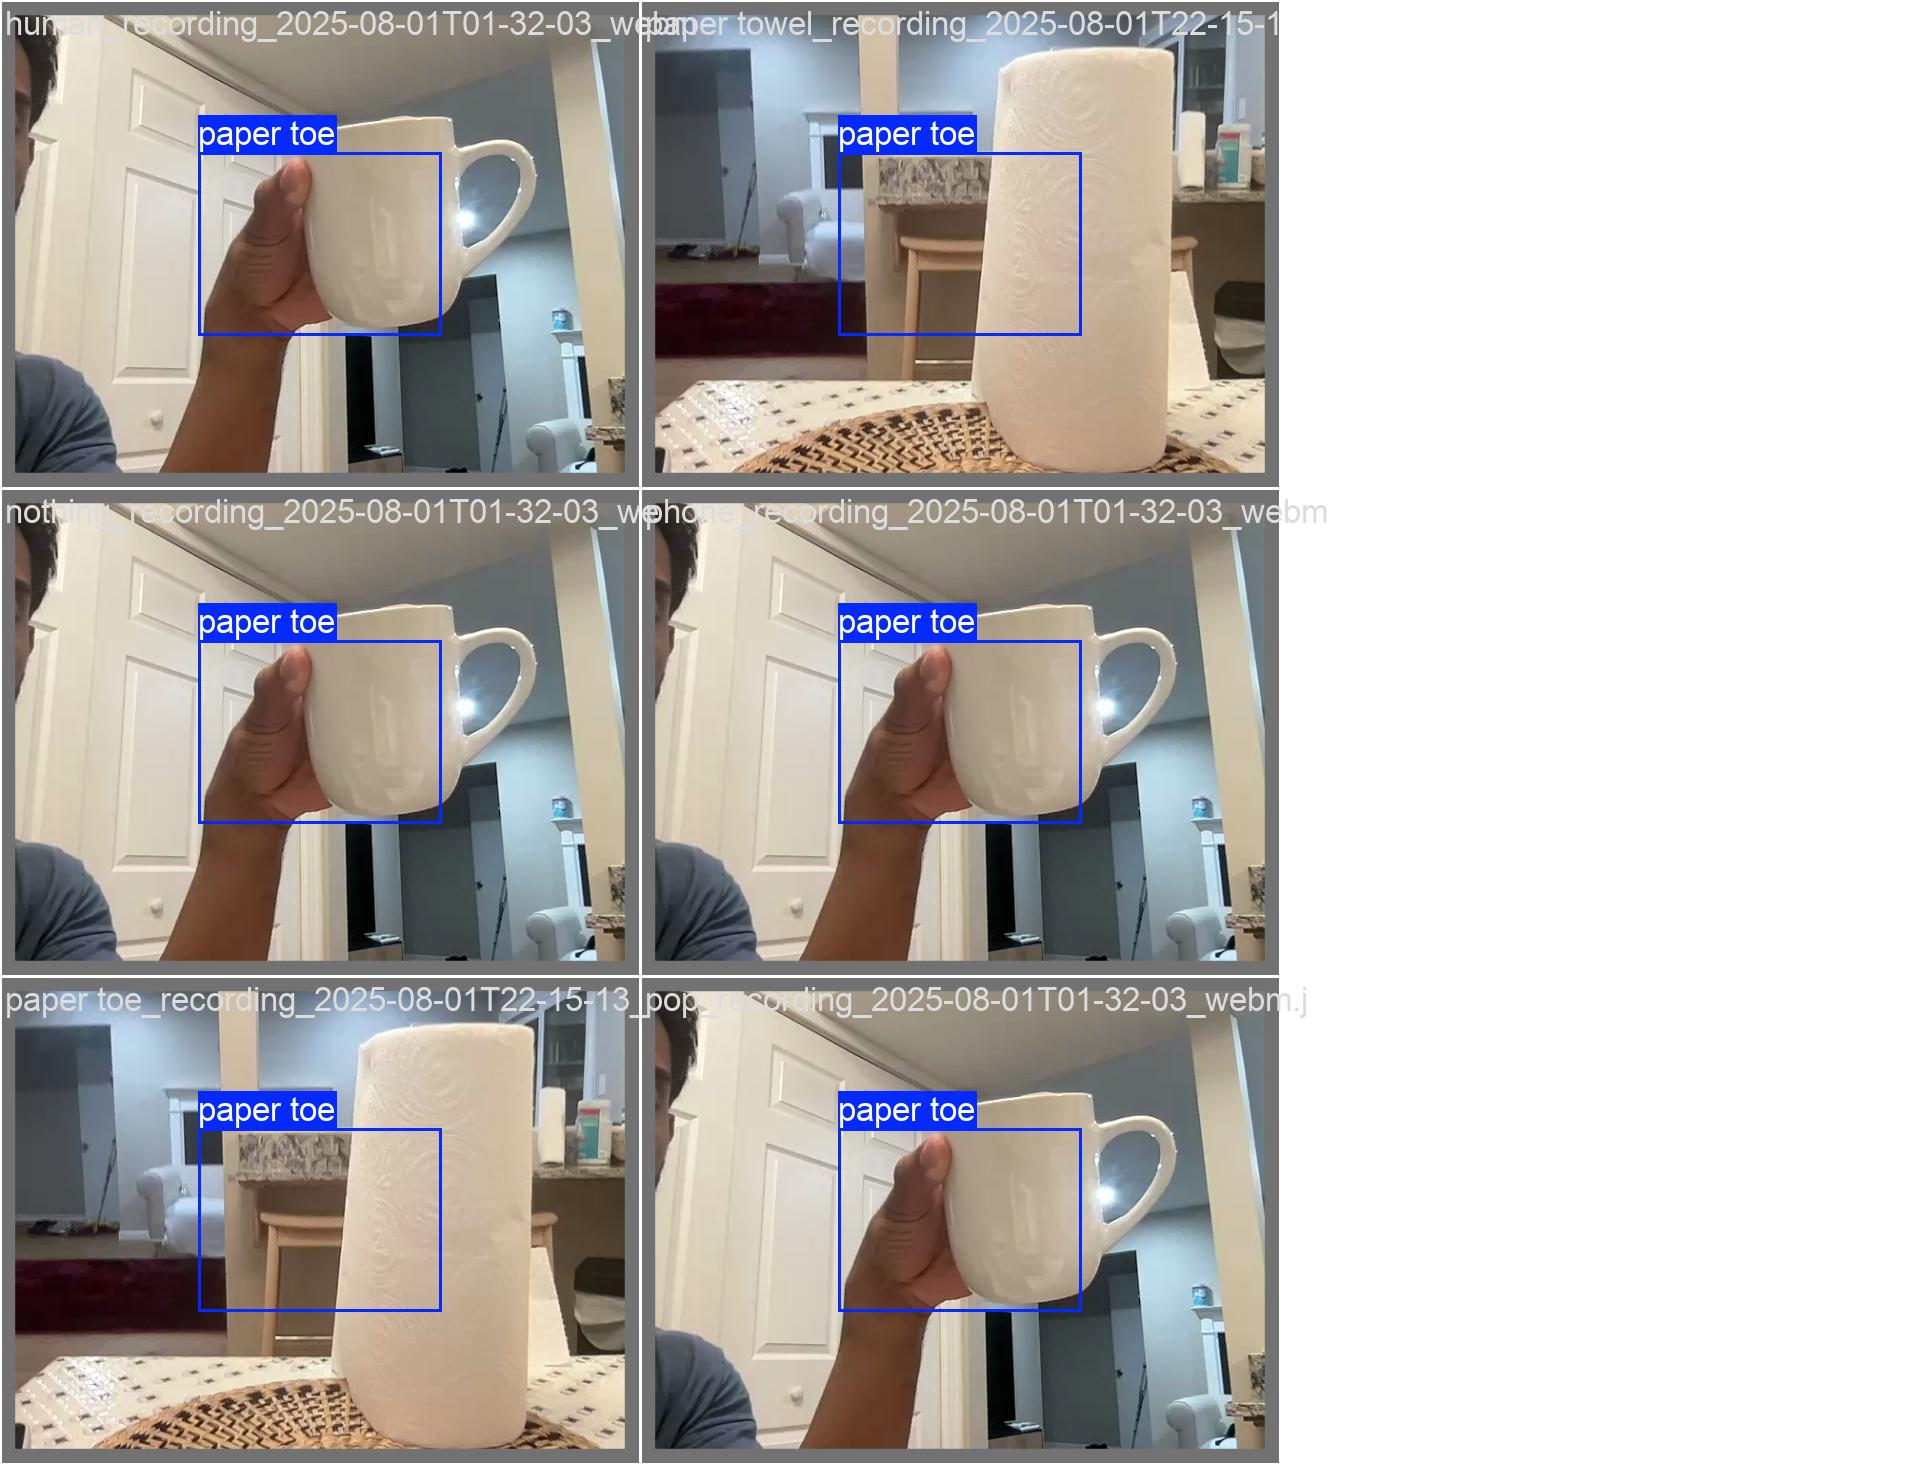 human_recording_2025-08-01T01-32-03_webm
paper towel_recording_2025-08-01T22-15-1
paper toe
paper toe
nothing_recording_2025-08-01T01-32-03_we
phone_recording_2025-08-01T01-32-03_webm
paper toe
paper toe
paper toe_recording_2025-08-01T22-15-13_
pop_recording_2025-08-01T01-32-03_webm.j
paper toe
paper toe